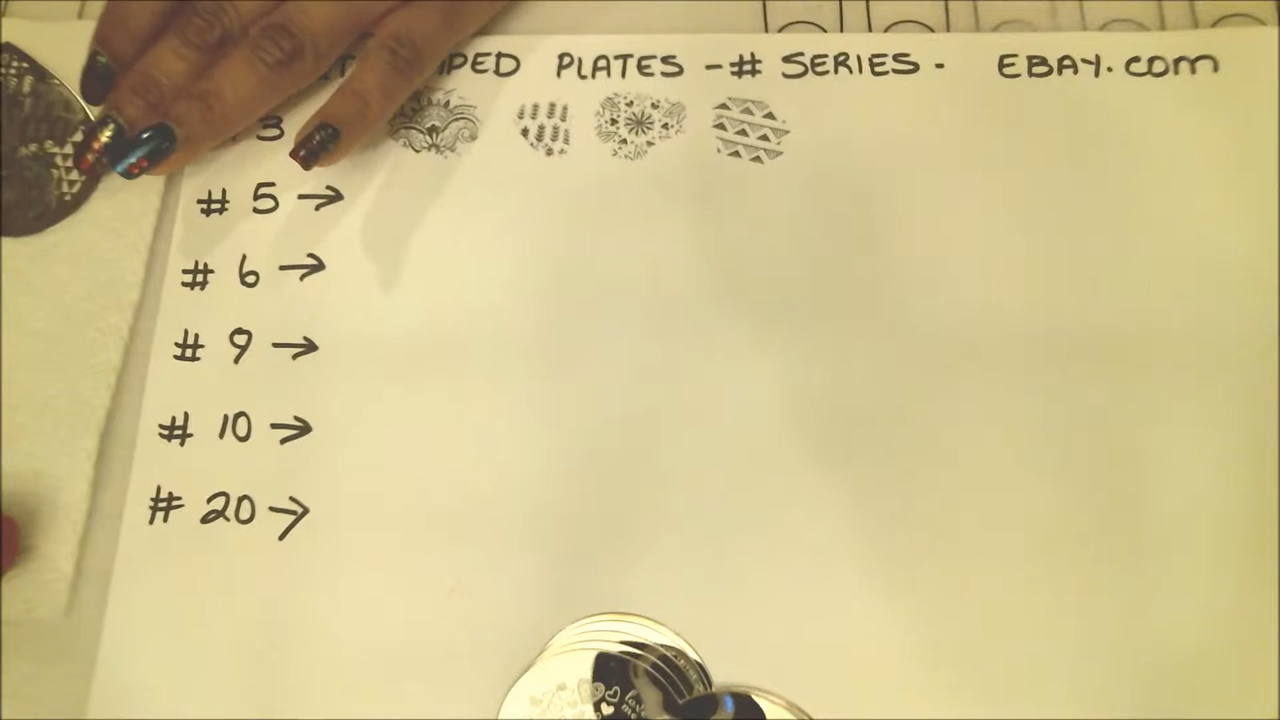 PLATES -# SERIES- EBAY.COM
3
# 5 →
# 6 →
# 9 →
# 10 →
# 20 →